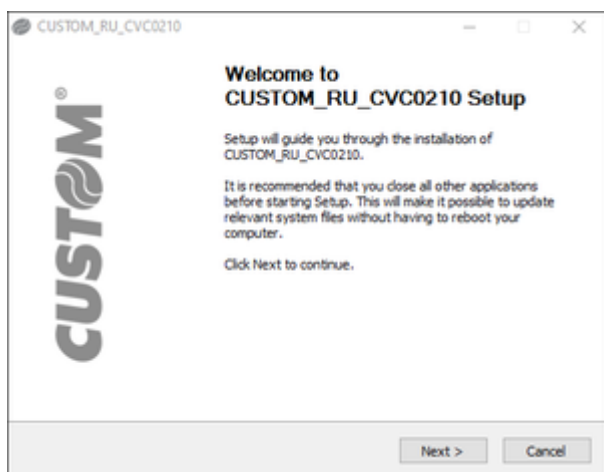 CUSTOM_RU_CVC0210
CUSTOM®
Welcome to
CUSTOM_RU_CVC0210 Setup
Setup will guide you through the installation of
CUSTOM_RU_CVC0210.
It is recommended that you close all other applications
before starting Setup. This will make it possible to update
relevant system files without having to reboot your
computer.
Click Next to continue.
Next >
Cancel